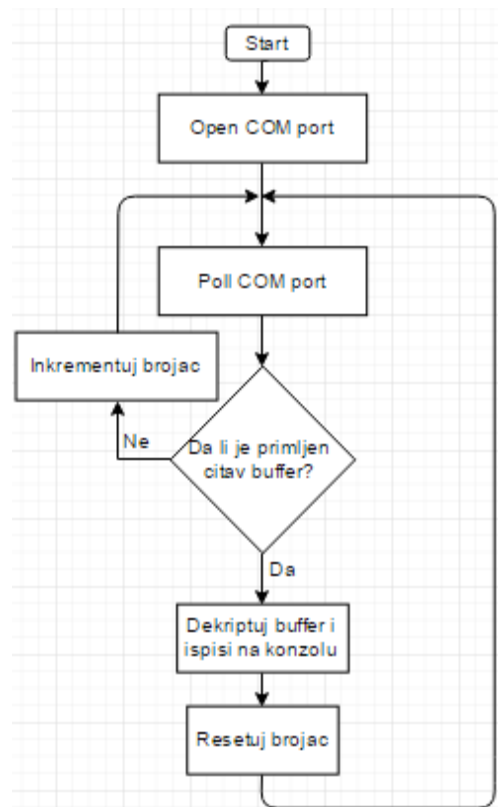 Start
Open COM port
Poll COM port
Inkrementuj brojac
Ne
Da li je primljen
citav buffer?
Da
Dekriptuj buffer i
ispisi na konzolu
Resetuj brojac